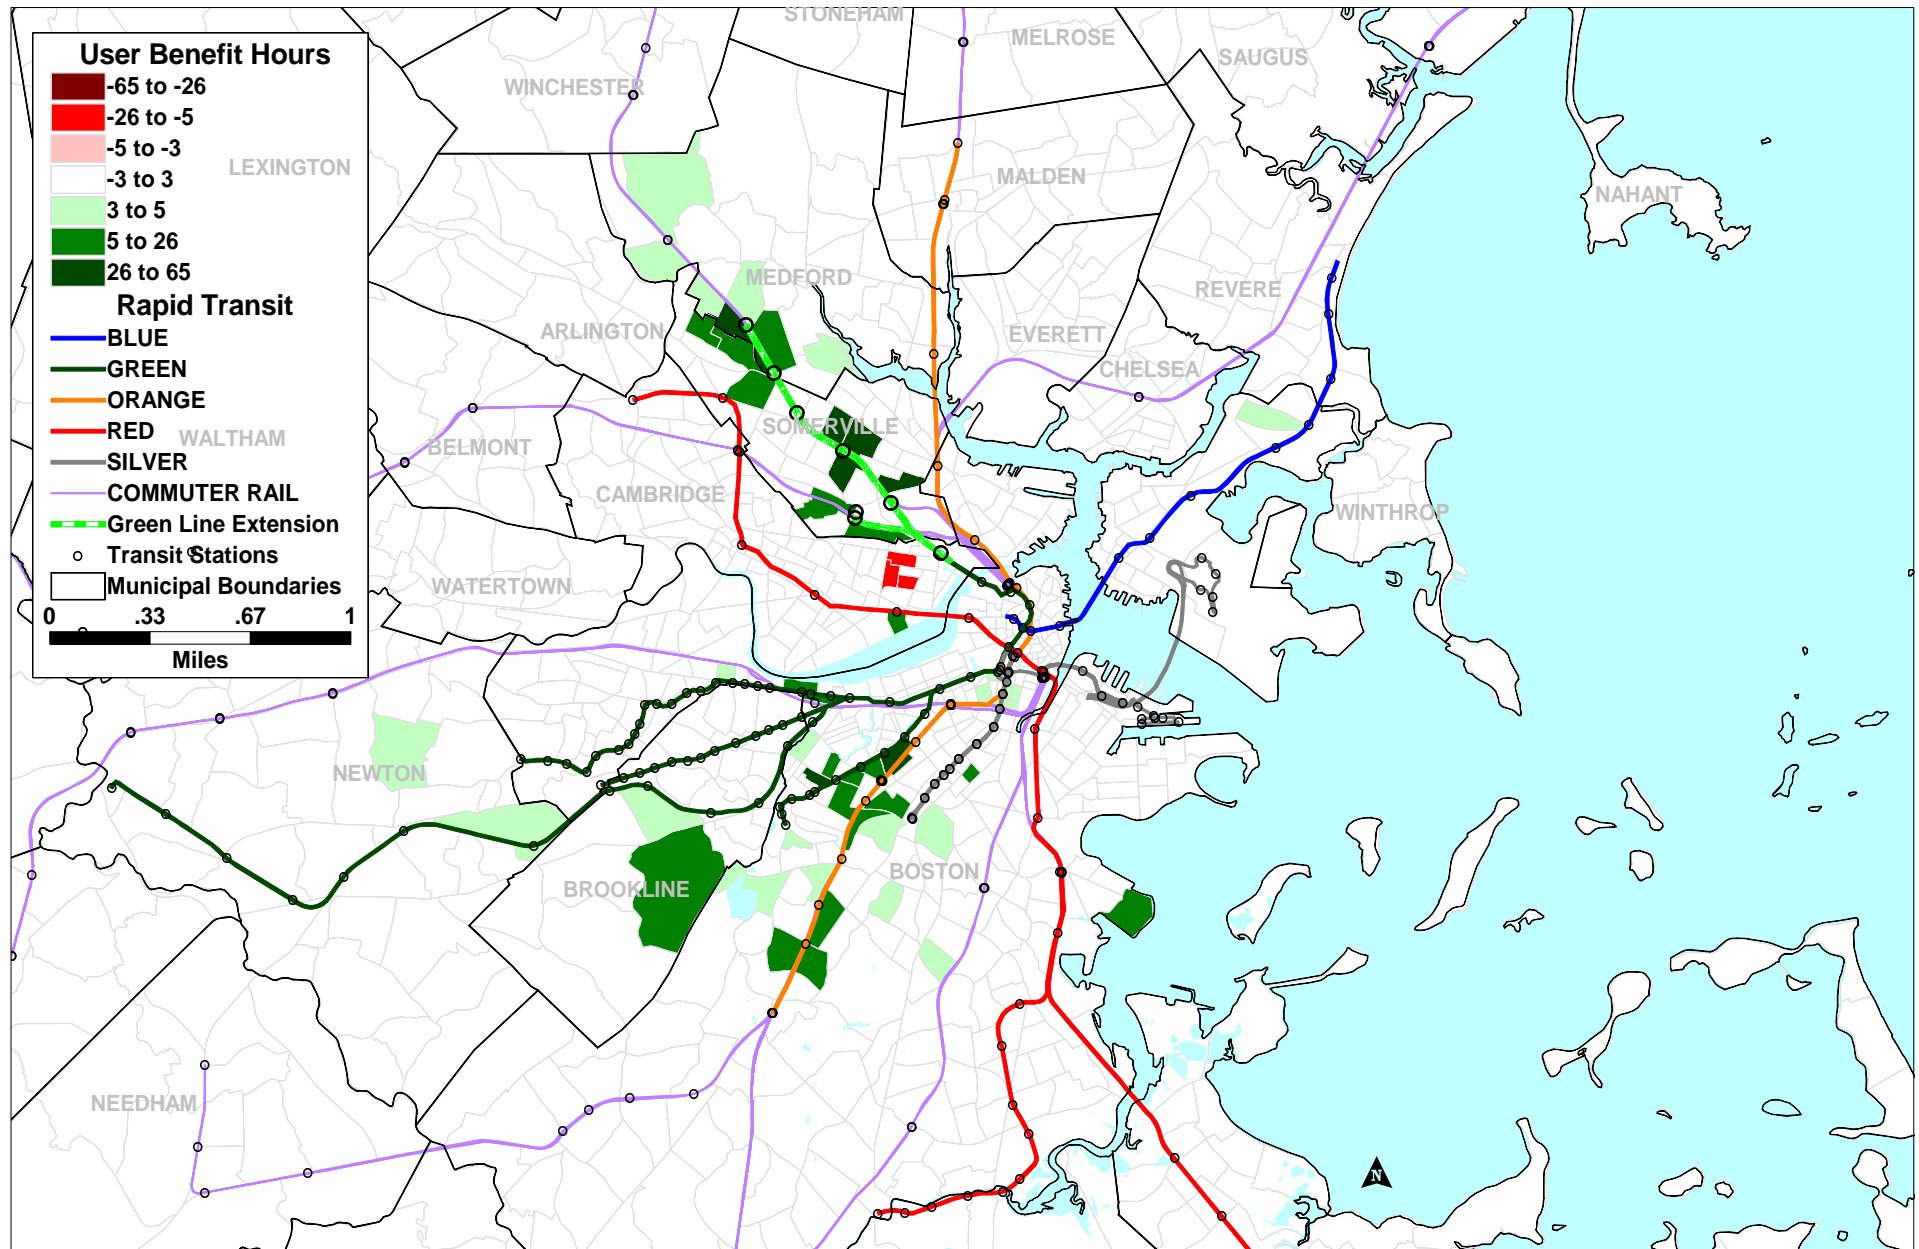 User Benefit Hours
-65 to -26
-26 to -5
-5 to -3
-3 to 3
3 to 5
5 to 26
26 to 65
Rapid Transit
BLUE
GREEN
ORANGE
RED
SILVER
COMMUTER RAIL
Green Line Extension
Transit Stations
Municipal Boundaries
0 .33 .67 1
Miles
STONEHAM
MELROSE
SAUGUS
WINCHESTER
LEXINGTON
MALDEN
NAHANT
MEDFORD
REVERE
ARLINGTON
EVERETT
CHELSEA
SOMERVILLE
WALTHAM
BELMONT
CAMBRIDGE
WINTHROP
WATERTOWN
NEWTON
BOSTON
BROOKLINE
NEEDHAM
N